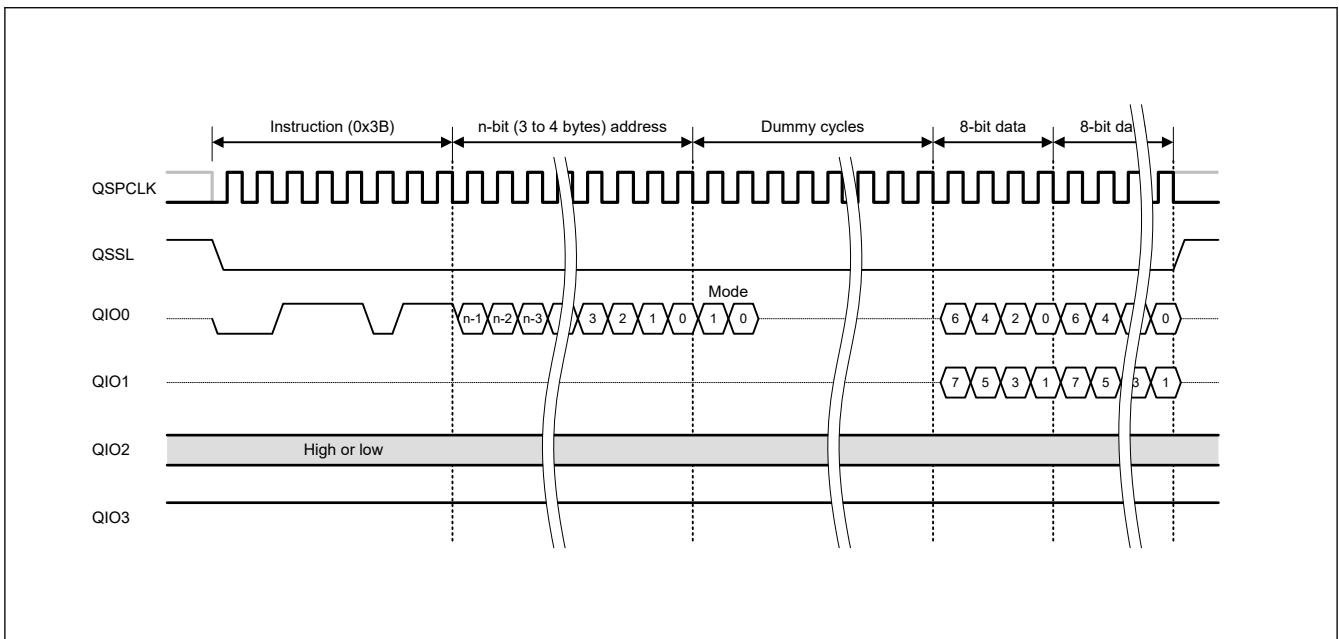 Instruction (0x3B) n-bit (3 to 4 bytes) address Dummy cycles 8-bit data 8-bit da
QSPCLK
QSSL
Mode
QIO0 n-1 n-2 n-3 3 2 1 0 1 0 6 4 2 0 6 4 0
QIO1 7 5 3 1 7 5 3 1
QIO2 High or low
QIO3